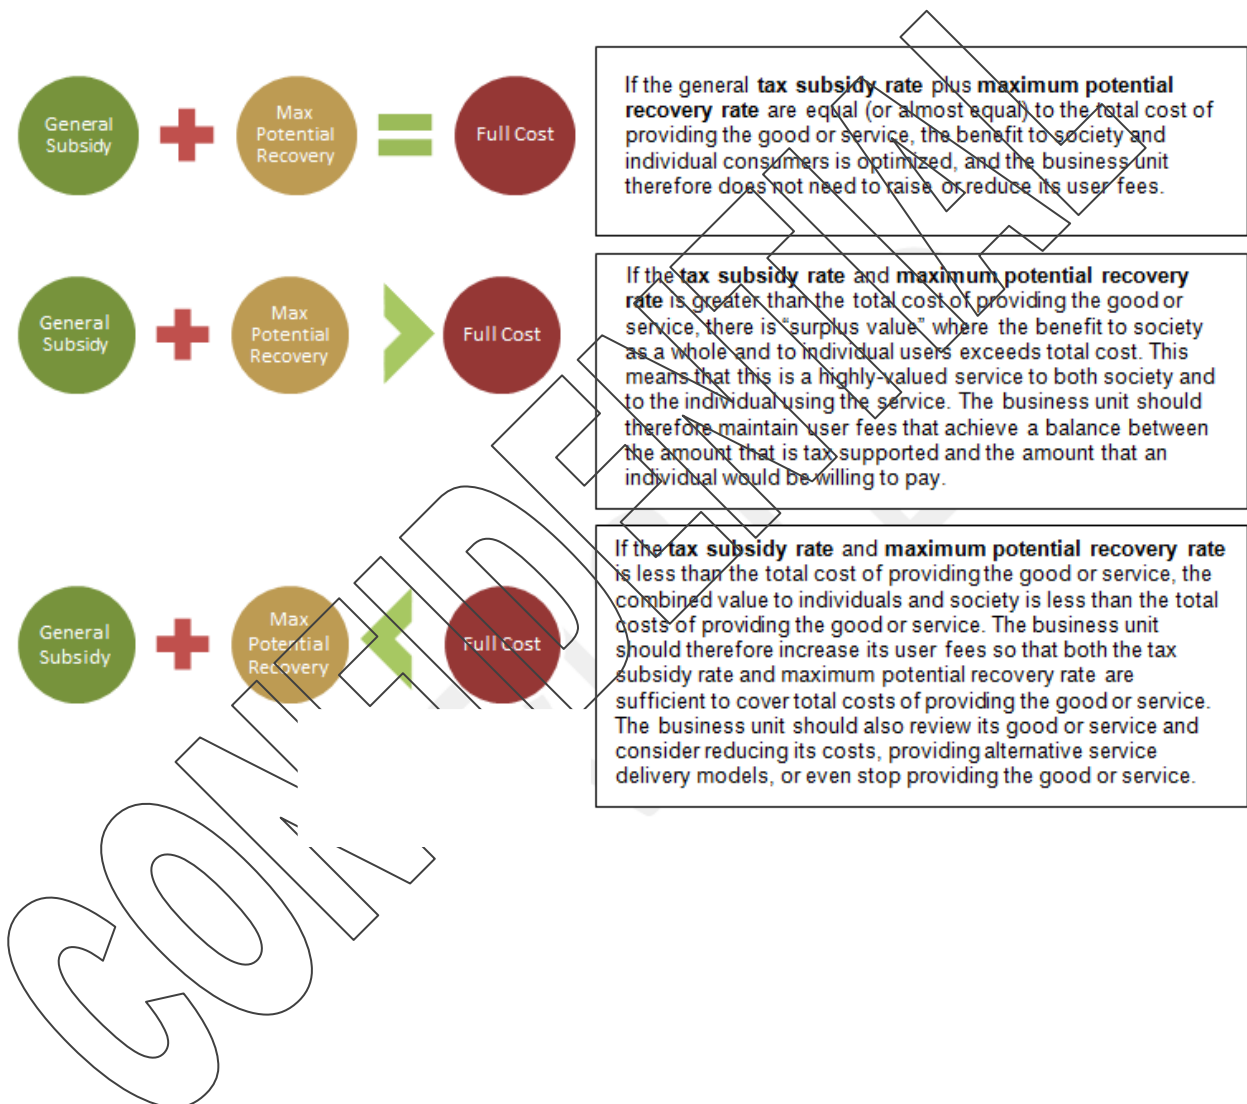 General
Subsidy
Max
Potential
Recovery
Full Cost
If the general tax subsidy rate plus maximum potential
recovery rate are equal (or almost equal) to the total cost of
providing the good or service, the benefit to society and
individual consumers is optimized, and the business unit
therefore does not need to raise or reduce its user fees.
General
Subsidy
Max
Potential
Recovery
Full Cost
If the tax subsidy rate and maximum potential recovery
rate is greater than the total cost of providing the good or
service, there is “surplus value” where the benefit to society
as a whole and to individual users exceeds total cost. This
means that this is a highly-valued service to both society and
to the individual using the service. The business unit should
therefore maintain user fees that achieve a balance between
the amount that is tax supported and the amount that an
individual would be willing to pay.
General
Subsidy
Max
Potential
Recovery
Full Cost
If the tax subsidy rate and maximum potential recovery rate
is less than the total cost of providing the good or service, the
combined value to individuals and society is less than the total
costs of providing the good or service. The business unit
should therefore increase its user fees so that both the tax
subsidy rate and maximum potential recovery rate are
sufficient to cover total costs of providing the good or service.
The business unit should also review its good or service and
consider reducing its costs, providing alternative service
delivery models, or even stop providing the good or service.
CONFIDENTIAL